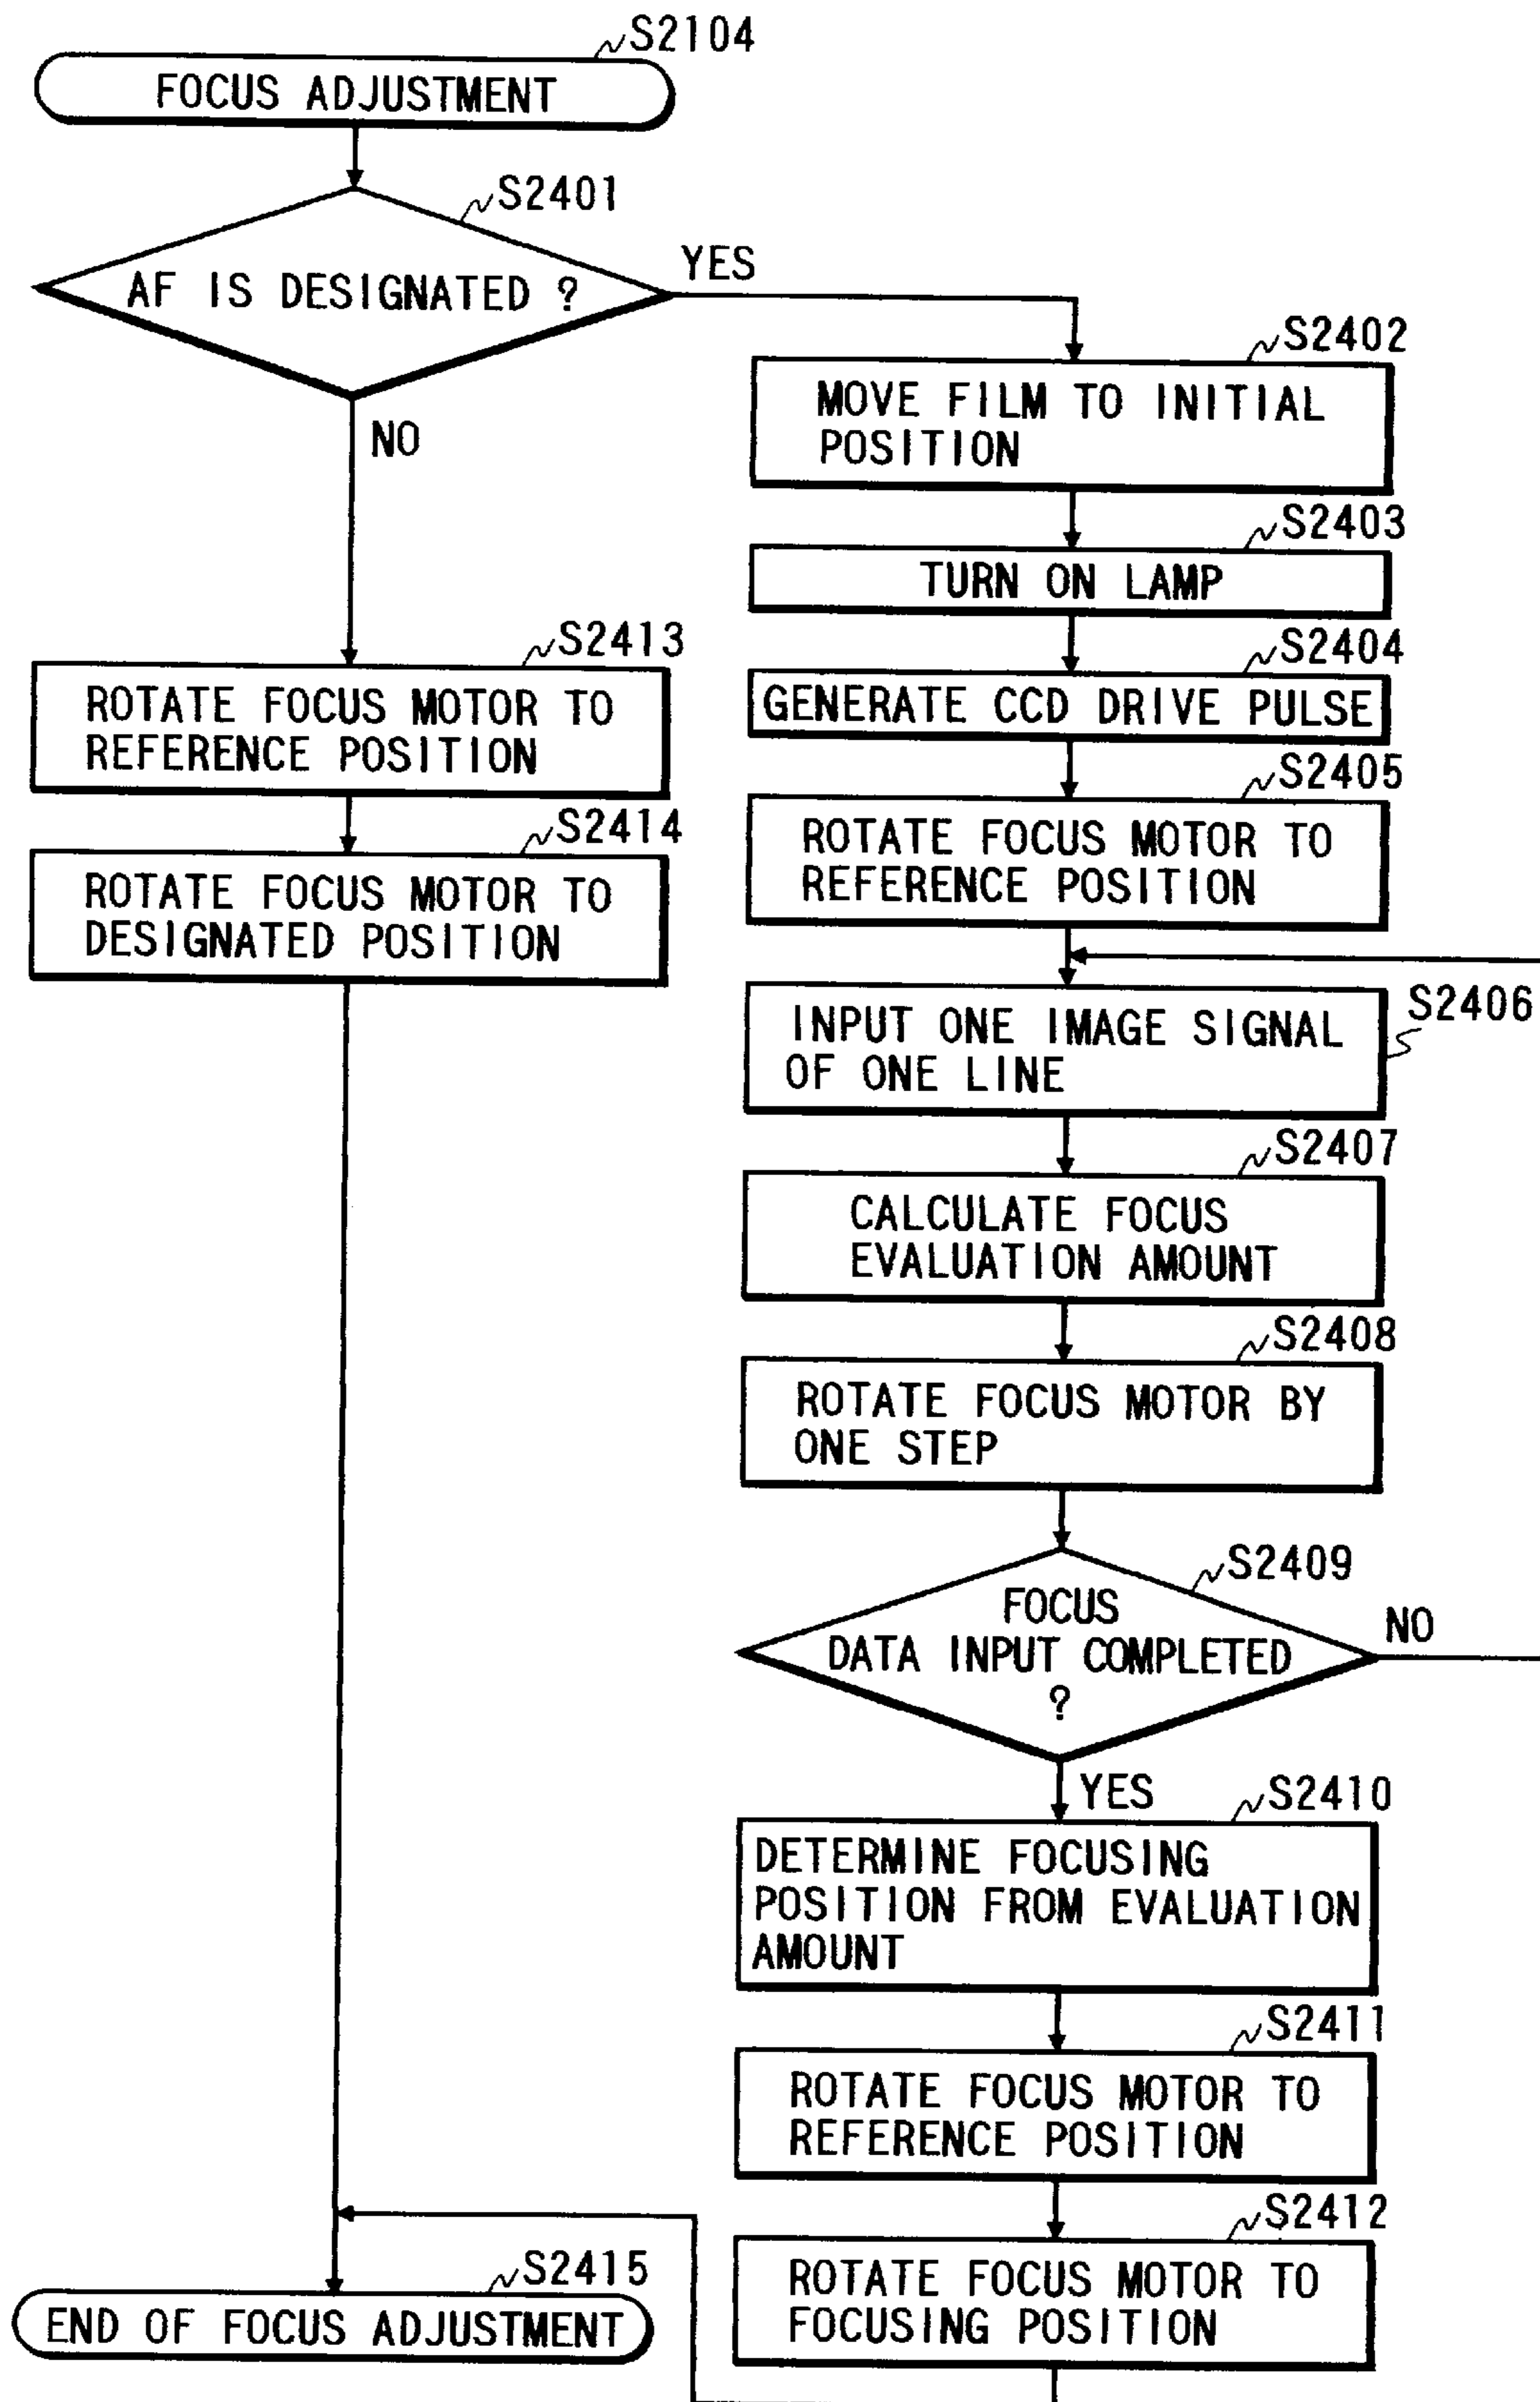 S2104
FOCUS ADJUSTMENT
S2401
AF IS DESIGNATED ?
YES
NO
S2402
MOVE FILM TO INITIAL
POSITION
S2403
TURN ON LAMP
S2404
GENERATE CCD DRIVE PULSE
S2405
ROTATE FOCUS MOTOR TO
REFERENCE POSITION
S2413
ROTATE FOCUS MOTOR TO
REFERENCE POSITION
S2414
ROTATE FOCUS MOTOR TO
DESIGNATED POSITION
S2406
INPUT ONE IMAGE SIGNAL
OF ONE LINE
S2407
CALCULATE FOCUS
EVALUATION AMOUNT
S2408
ROTATE FOCUS MOTOR BY
ONE STEP
S2409
FOCUS
DATA INPUT COMPLETED
?
NO
YES
S2410
DETERMINE FOCUSING
POSITION FROM EVALUATION
AMOUNT
S2411
ROTATE FOCUS MOTOR TO
REFERENCE POSITION
S2412
ROTATE FOCUS MOTOR TO
FOCUSING POSITION
S2415
END OF FOCUS ADJUSTMENT